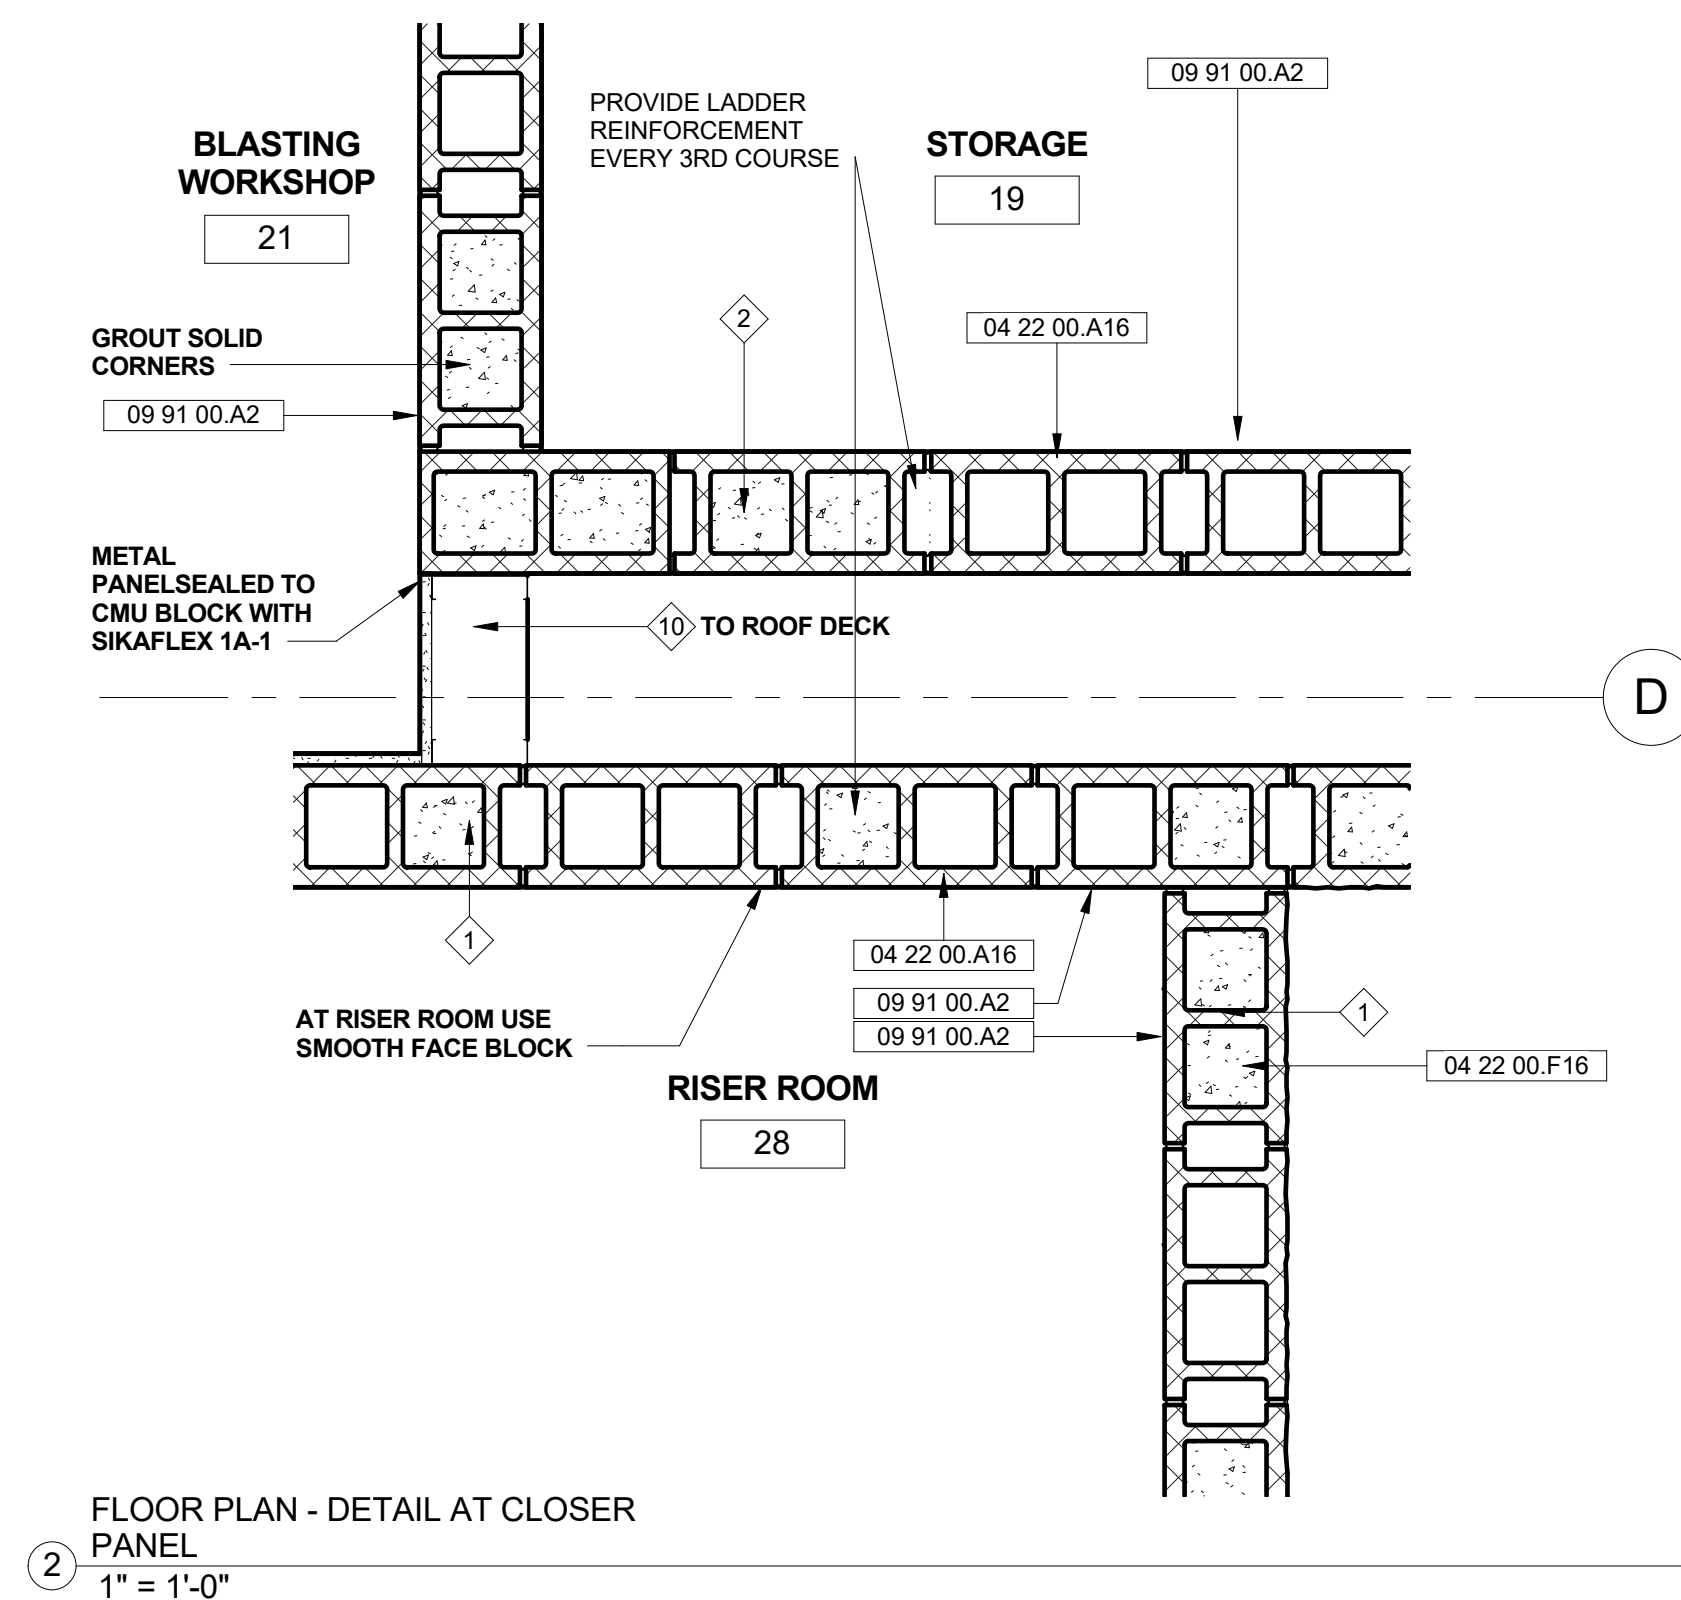 09 91 00.A2
PROVIDE LADDER
REINFORCEMENT
EVERY 3RD COURSE
BLASTING
WORKSHOP
21
STORAGE
19
2
04 22 00.A16
GROUT SOLID
CORNERS
09 91 00.A2
METAL
PANELSEALED TO
CMU BLOCK WITH
SIKAFLEX 1A-1
10 TO ROOF DECK
D
1
04 22 00.A16
09 91 00.A2
09 91 00.A2
AT RISER ROOM USE
SMOOTH FACE BLOCK
1
04 22 00.F16
RISER ROOM
28
FLOOR PLAN - DETAIL AT CLOSER
PANEL
2
1" = 1'-0"